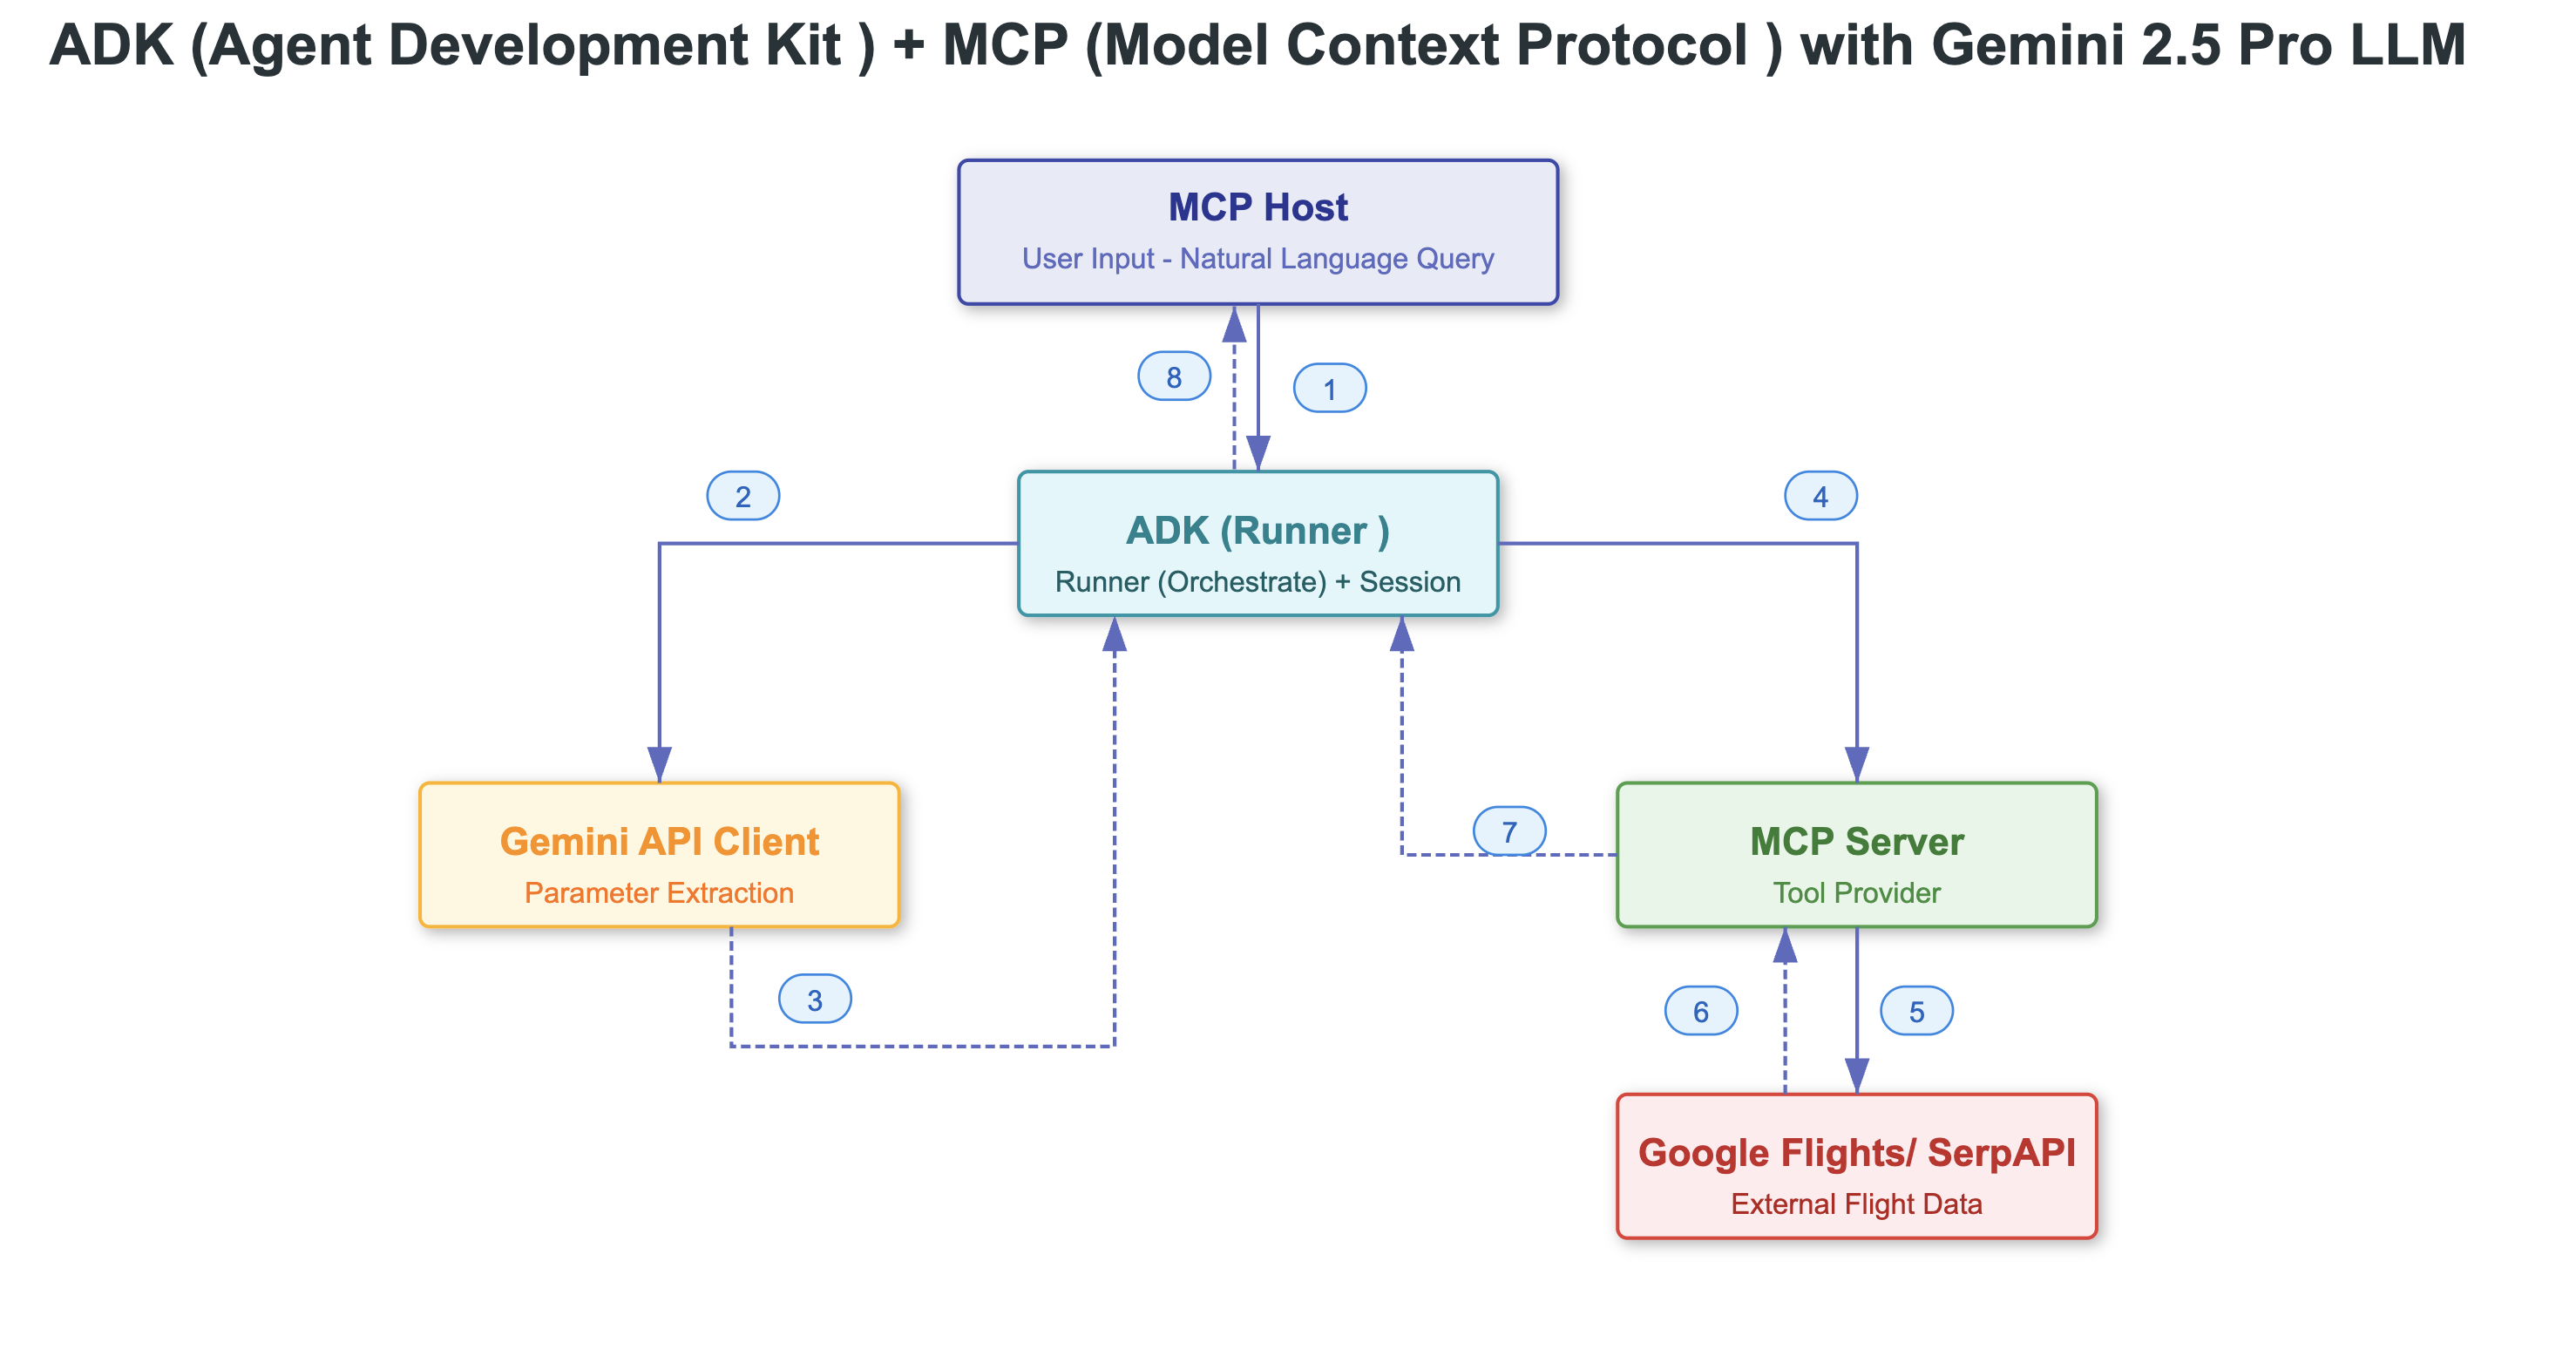 ADK (Agent Development Kit ) + MCP (Model Context Protocol ) with Gemini 2.5 Pro LLM
MCP Host
User Input - Natural Language Query
8
1
2
4
ADK (Runner )
Runner (Orchestrate) + Session
7
Gemini API Client
Parameter Extraction
MCP Server
Tool Provider
3
6
5
Google Flights/ SerpAPI
External Flight Data